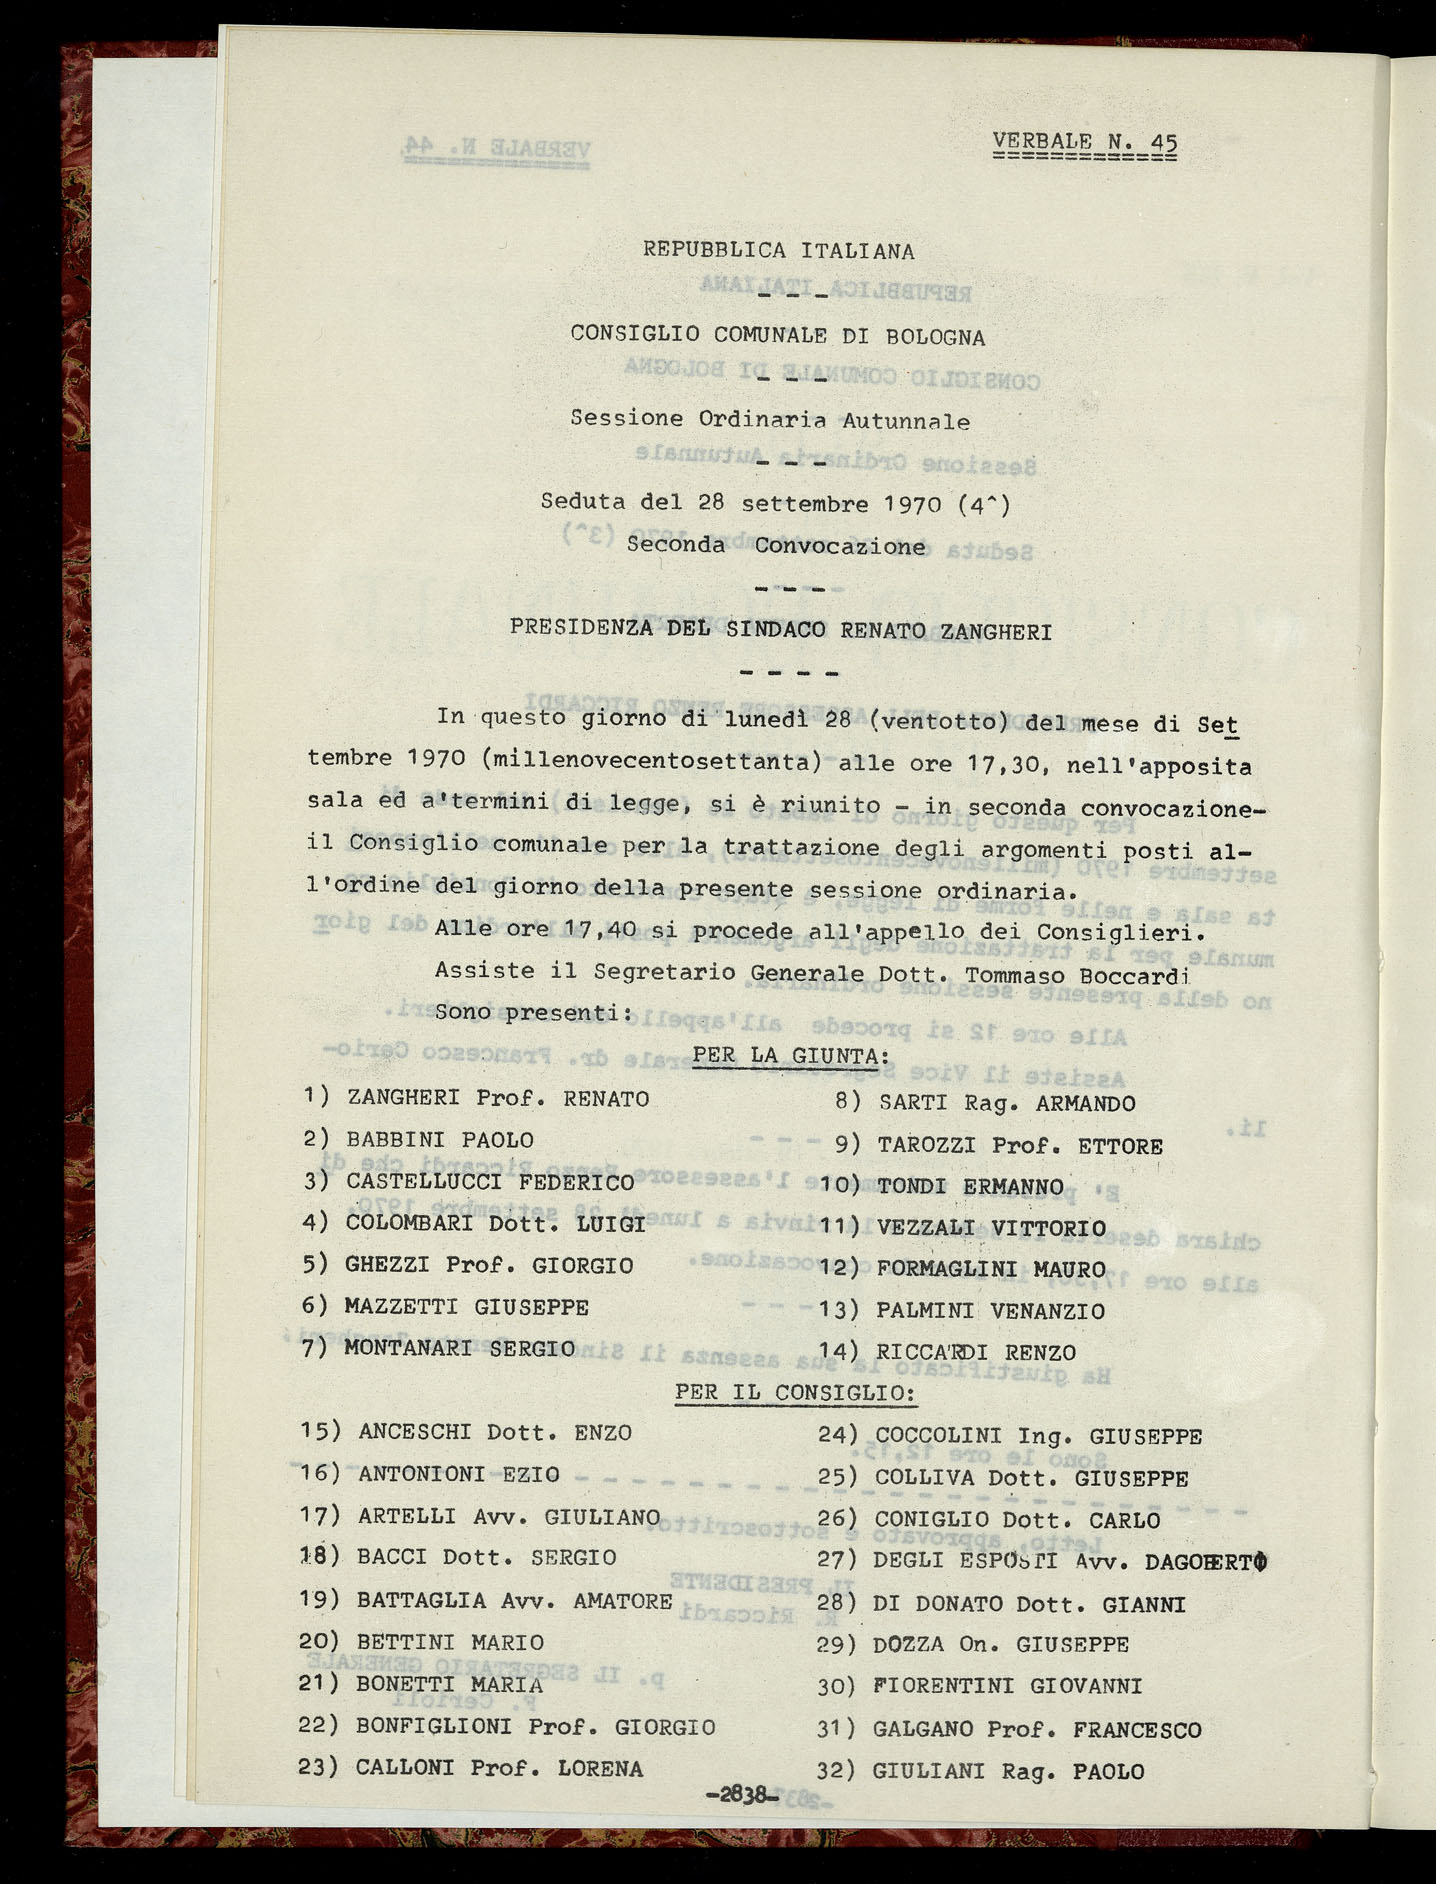 VERBALE N. 45
REPUBBLICA ITALIANA
- - -
CONSIGLIO COMUNALE DI BOLOGNA
- - -
Sessione Ordinaria Autunnale
- - -
Seduta del 28 settembre 1970 (4^)
Seconda Convocazione
- - -
PRESIDENZA DEL SINDACO RENATO ZANGHERI
- - - -
In questo giorno di lunedì 28 (ventotto) del mese di Set
tembre 1970 (millenovecentosettanta) alle ore 17,30, nell'apposita
sala ed a'termini di legge, si è riunito - in seconda convocazione-
il Consiglio comunale per la trattazione degli argomenti posti al-
l'ordine del giorno della presente sessione ordinaria.
Alle ore 17,40 si procede all'appello dei Consiglieri.
Assiste il Segretario Generale Dott. Tommaso Boccardi
Sono presenti:
PER LA GIUNTA:
1) ZANGHERI Prof. RENATO
2) BABBINI PAOLO
3) CASTELLUCCI FEDERICO
4) COLOMBARI Dott. LUIGI
5) GHEZZI Prof. GIORGIO
6) MAZZETTI GIUSEPPE
7) MONTANARI SERGIO
8) SARTI Rag. ARMANDO
9) TAROZZI Prof. ETTORE
10) TONDI ERMANNO
11) VEZZALI VITTORIO
12) FORMAGLINI MAURO
13) PALMINI VENANZIO
14) RICCARDI RENZO
PER IL CONSIGLIO:
15) ANCESCHI Dott. ENZO
16) ANTONIONI EZIO
17) ARTELLI Avv. GIULIANO
18) BACCI Dott. SERGIO
19) BATTAGLIA Avv. AMATORE
20) BETTINI MARIO
21) BONETTI MARIA
22) BONFIGLIONI Prof. GIORGIO
23) CALLONI Prof. LORENA
24) COCCOLINI Ing. GIUSEPPE
25) COLLIVA Dott. GIUSEPPE
26) CONIGLIO Dott. CARLO
27) DEGLI ESPOSTI Avv. DAGOBERTO
28) DI DONATO Dott. GIANNI
29) DOZZA On. GIUSEPPE
30) FIORENTINI GIOVANNI
31) GALGANO Prof. FRANCESCO
32) GIULIANI Rag. PAOLO
-2838-